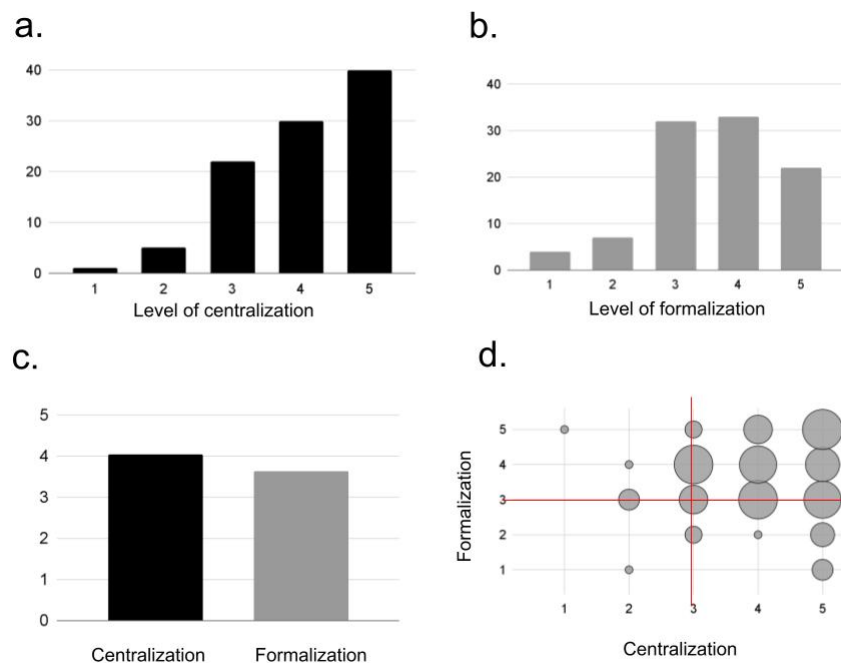 a.
40
30
20
10
0
1 2 3 4 5
Level of centralization
b.
40
30
20
10
0
1 2 3 4 5
Level of formalization
c.
5
4
3
2
1
0
Centralization Formalization
d.
Formalization
5
4
3
2
1
1 2 3 4 5
Centralization